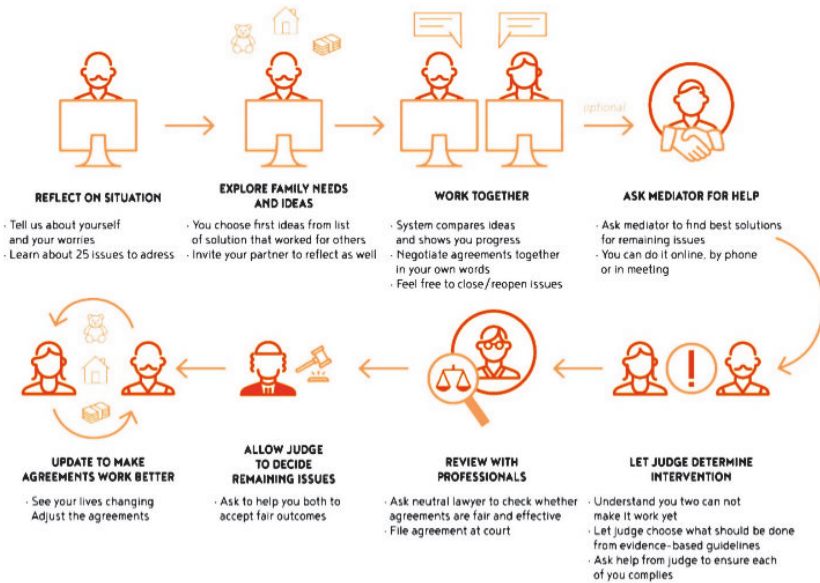 optional
REFLECT ON SITUATION
· Tell us about yourself
and your worries
· Learn about 25 issues to adress
EXPLORE FAMILY NEEDS
AND IDEAS
· You choose first ideas from list
of solution that worked for others
· Invite your partner to reflect as well
WORK TOGETHER
· System compares ideas
and shows you progress
· Negotiate agreements together
in your own words
· Feel free to close/reopen issues
ASK MEDIATOR FOR HELP
· Ask mediator to find best solutions
for remaining issues
· You can do it online, by phone
or in meeting
LET JUDGE DETERMINE
INTERVENTION
· Understand you two can not
make it work yet
· Let judge choose what should be done
from evidence-based guidelines
· Ask help from judge to ensure each
of you complies
REVIEW WITH
PROFESSIONALS
· Ask neutral lawyer to check whether
agreements are fair and effective
· File agreement at court
ALLOW JUDGE
TO DECIDE
REMAINING ISSUES
· Ask to help you both to
accept fair outcomes
UPDATE TO MAKE
AGREEMENTS WORK BETTER
· See your lives changing
Adjust the agreements